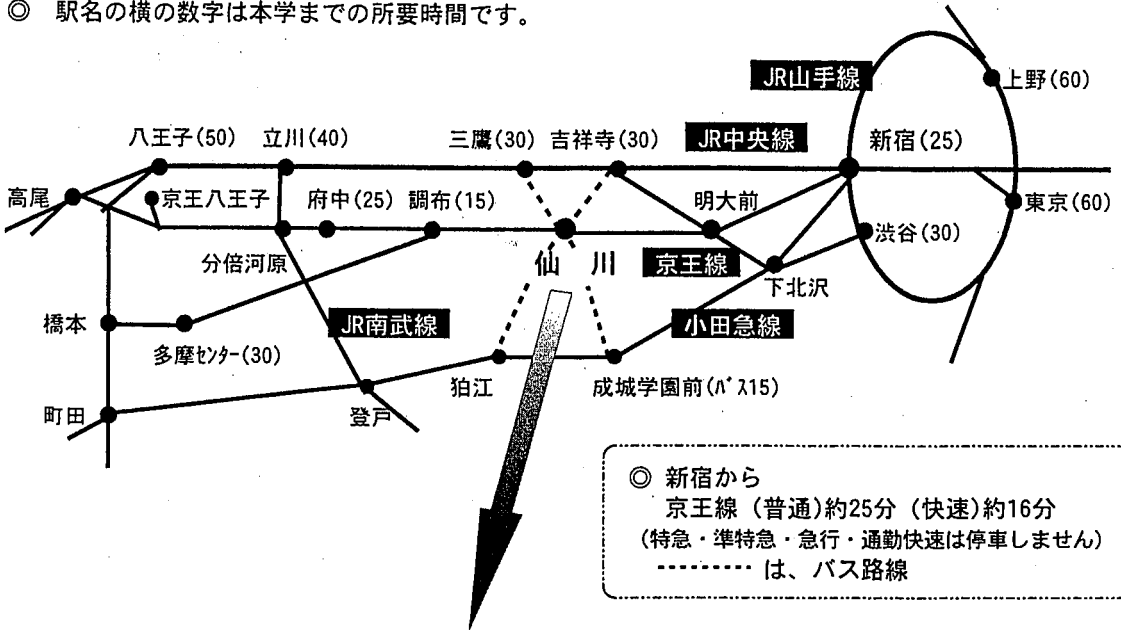 ◎ 駅名の横の数字は本学までの所要時間です。
JR山手線
上野(60)
八王子(50)
立川(40)
三鷹(30)
吉祥寺(30)
JR中央線
新宿(25)
高尾
京王八王子
府中(25)
調布(15)
明大前
東京(60)
渋谷(30)
分倍河原
仙川
京王線
下北沢
橋本
JR南武線
小田急線
多摩センター(30)
狛江
成城学園前(バス15)
町田
登戸
◎ 新宿から
京王線 (普通)約25分 (快速)約16分
(特急・準特急・急行・通勤快速は停車しません)
は、バス路線